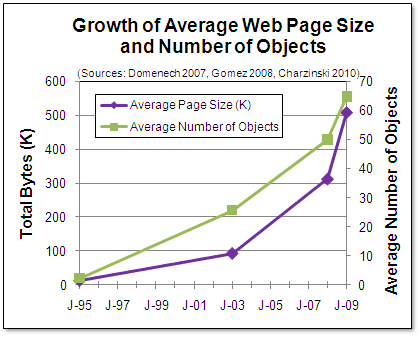 Growth of Average Web Page Size
and Number of Objects
(Sources: Domenech 2007, Gomez 2008, Charzinski 2010)
Average Page Size (K)
Average Number of Objects
Total Bytes (K)
600
500
400
300
200
100
0
Average Number of Objects
70
60
50
40
30
20
10
0
J-95 J-97 J-99 J-01 J-03 J-05 J-07 J-09